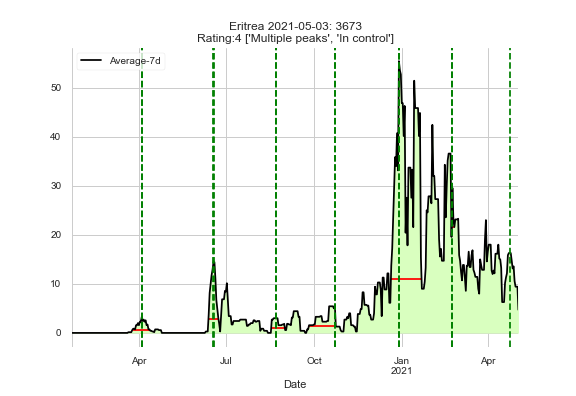 Eritrea 2021-05-03: 3673
Rating:4 ['Multiple peaks', 'In control']
Average-7d
50
40
30
20
10
0
Apr
Jul
Oct
Jan
2021
Apr
Date